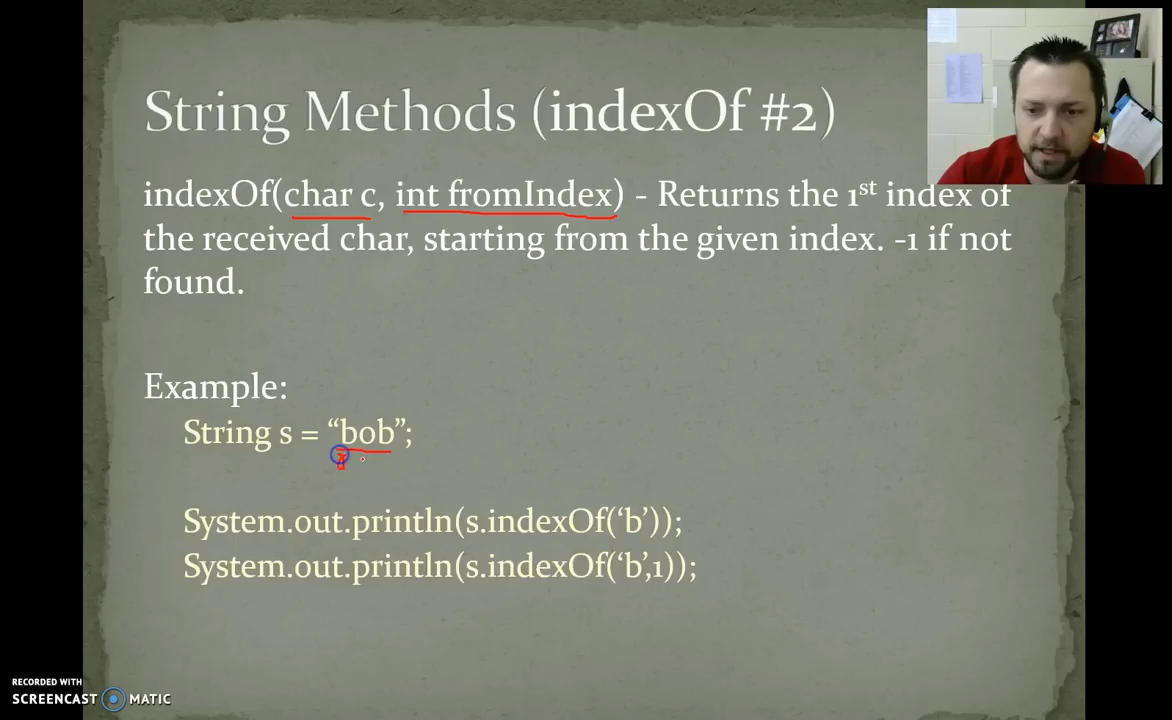 String Methods (indexOf #2)
indexOf(char c, int fromIndex) - Returns the 1st index of
the received char, starting from the given index. -1 if not
found.
Example:
String s = “bob”;
System.out.println(s.indexOf(‘b’));
System.out.println(s.indexOf(‘b’,1));
RECORDED WITH
SCREENCAST MATIC